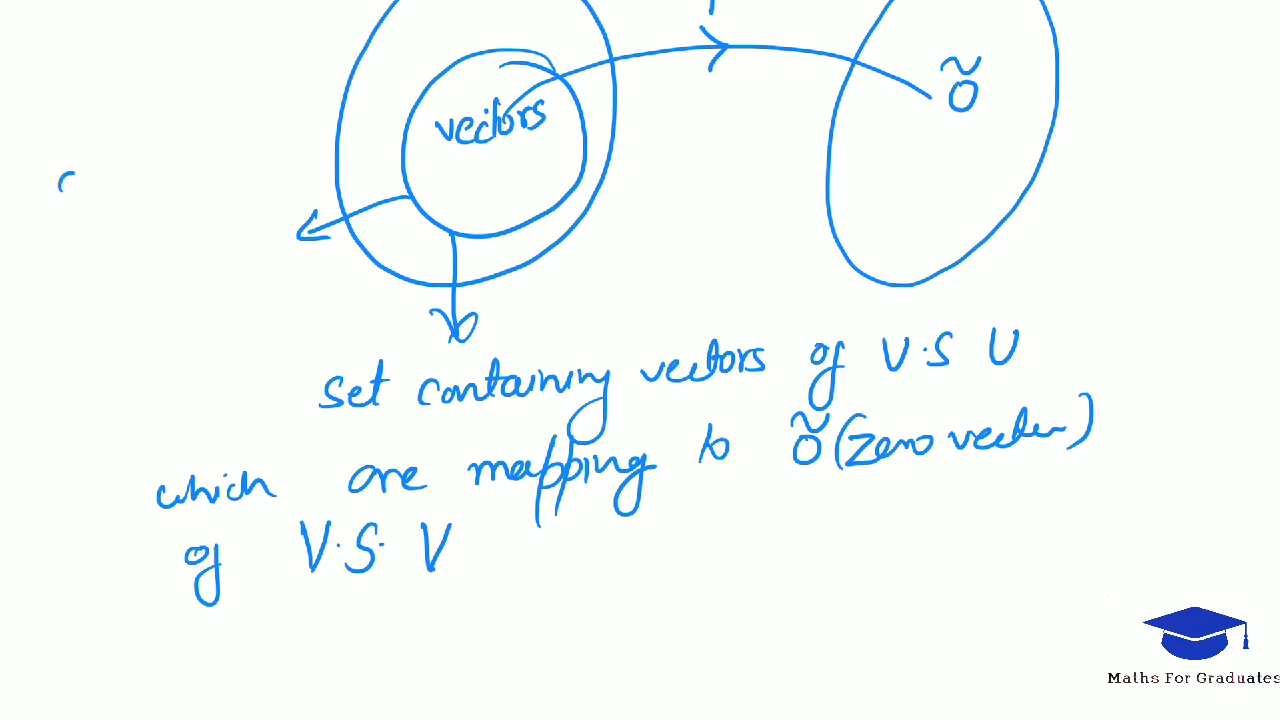 vectors
õ
set containing vectors of V.S U
which are mapping to õ (zero vector)
of V.S. V
Maths For Graduates